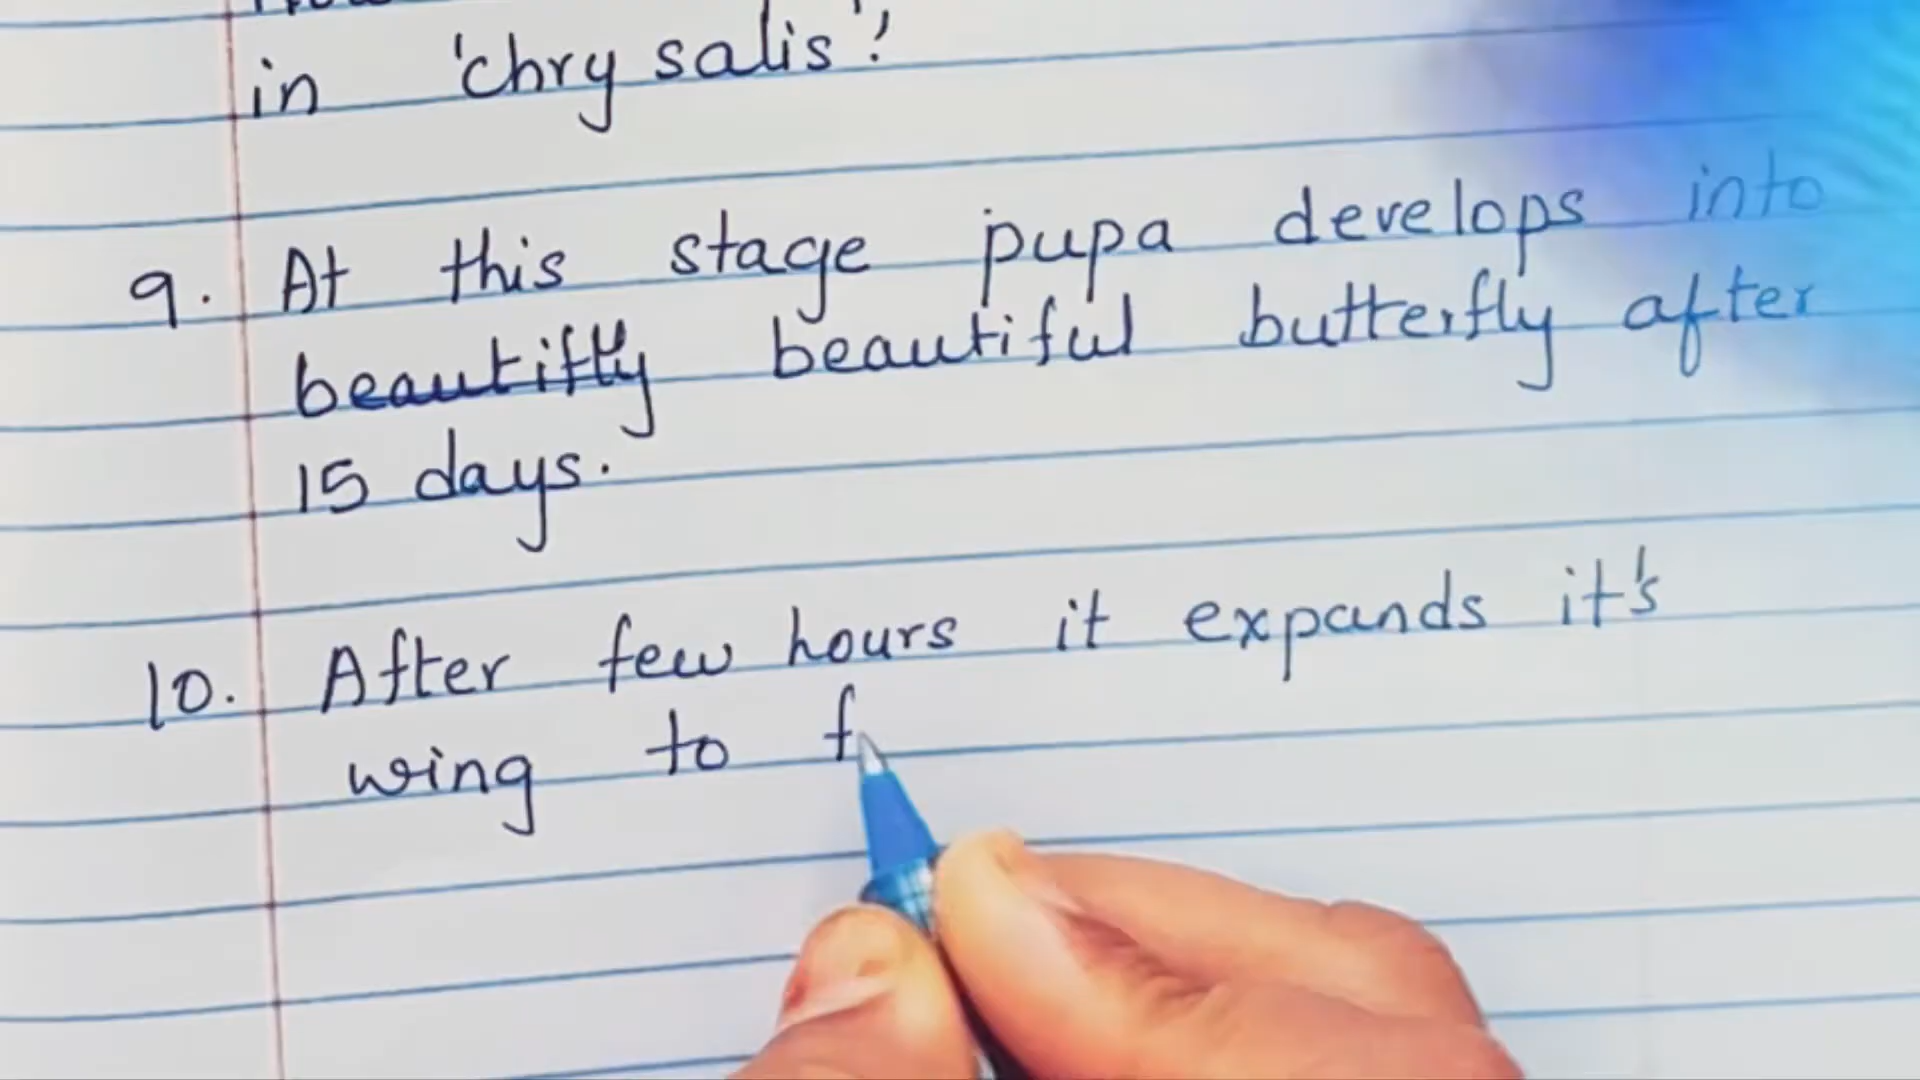 in 'chrysalis'!
9. At this stage pupa develops into
beautifly beautiful butterfly after
15 days.
10. After few hours it expands it's
wing to f